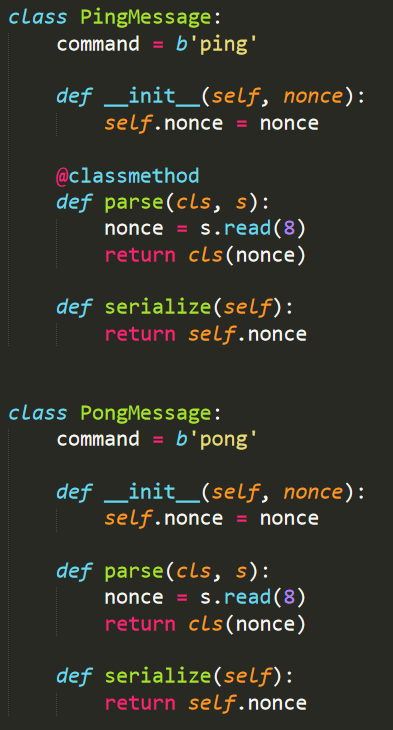 class PingMessage:
    command = b'ping'

    def __init__(self, nonce):
        self.nonce = nonce

    @classmethod
    def parse(cls, s):
        nonce = s.read(8)
        return cls(nonce)

    def serialize(self):
        return self.nonce


class PongMessage:
    command = b'pong'

    def __init__(self, nonce):
        self.nonce = nonce

    def parse(cls, s):
        nonce = s.read(8)
        return cls(nonce)

    def serialize(self):
        return self.nonce